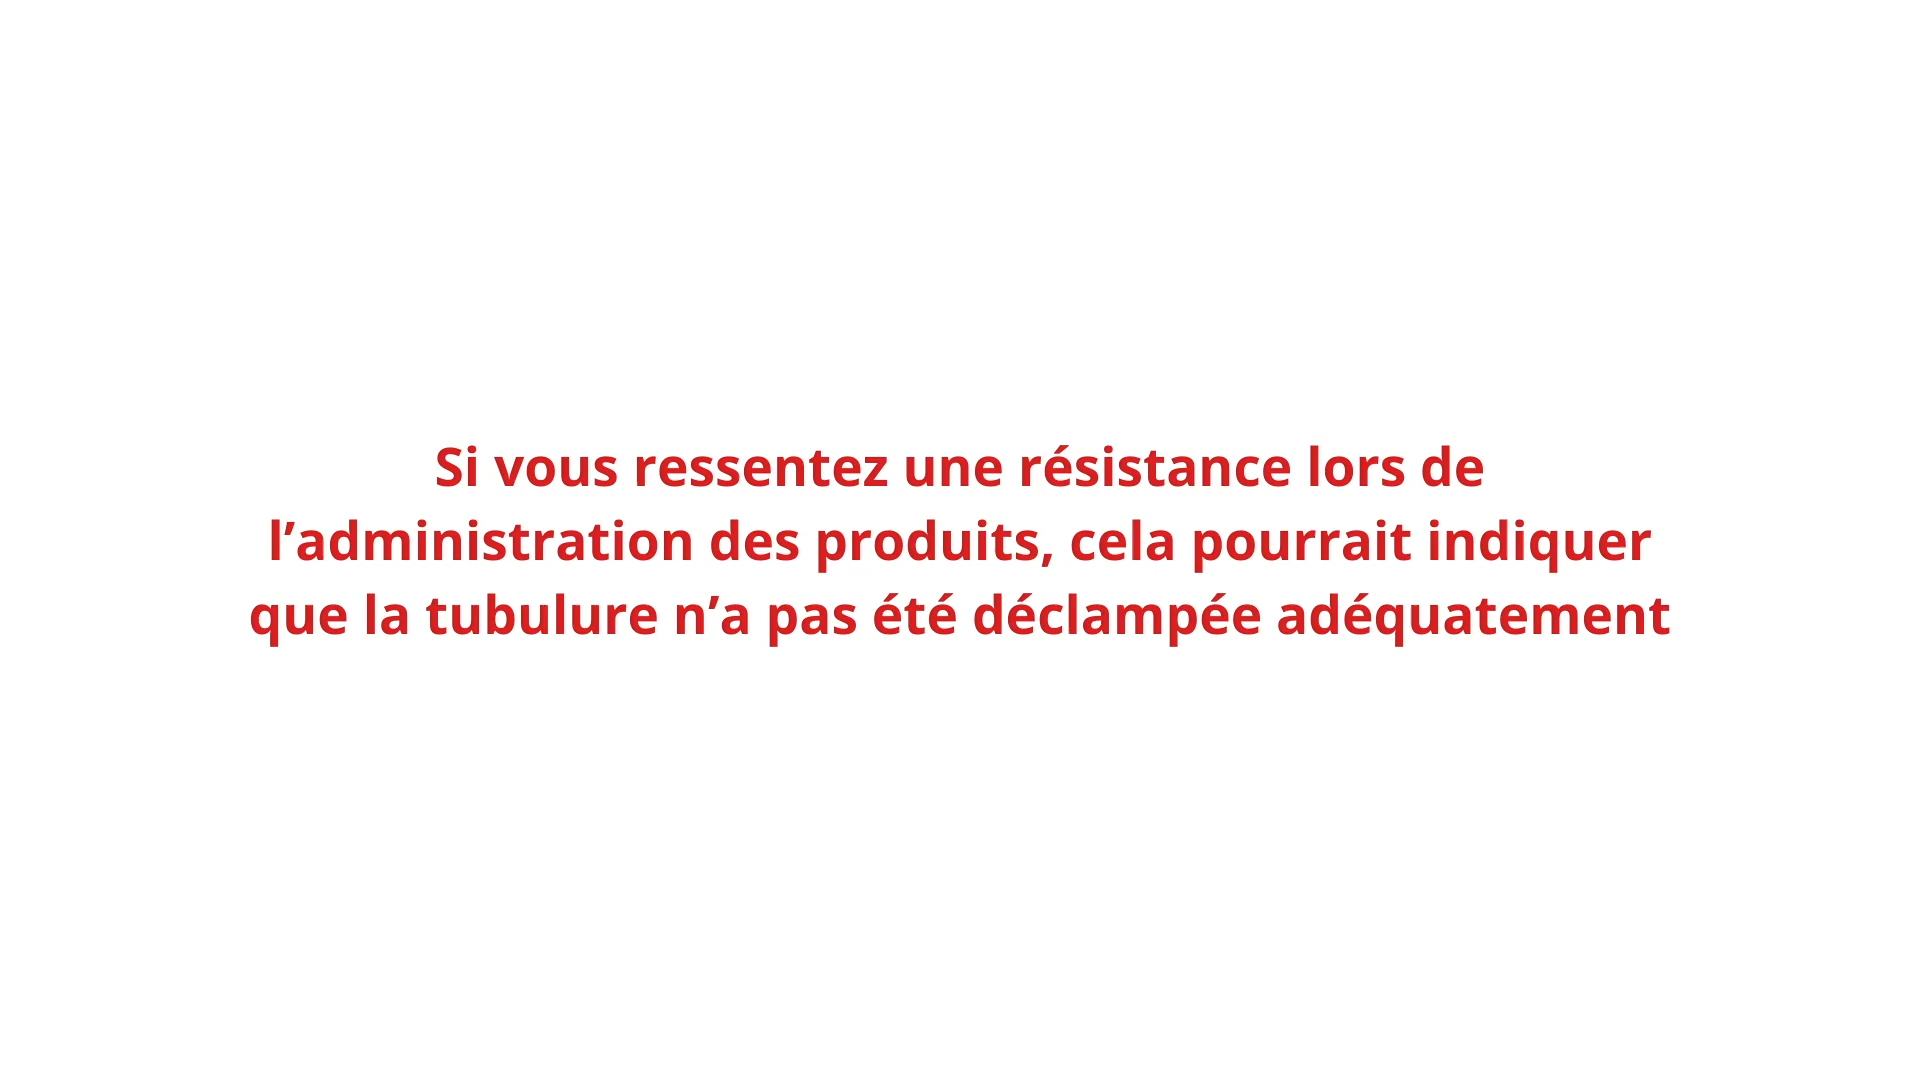 Si vous ressentez une résistance lors de
l’administration des produits, cela pourrait indiquer
que la tubulure n’a pas été déclampée adéquatement